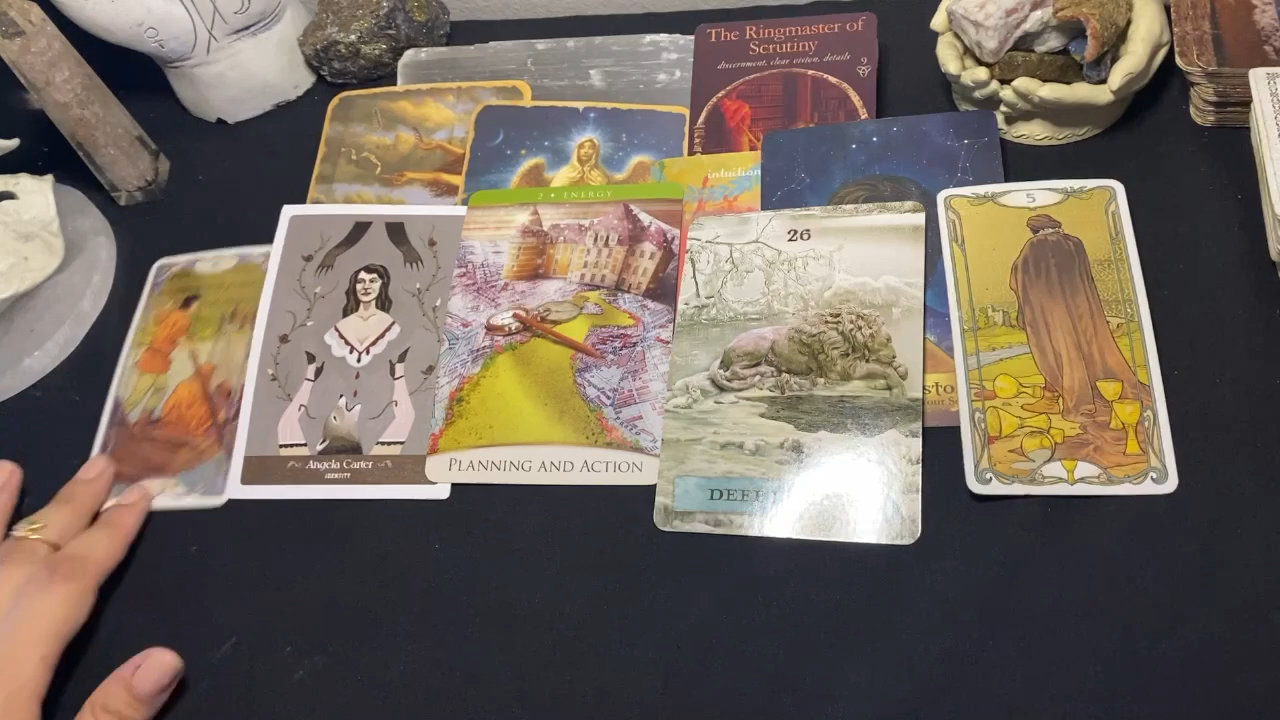 The Ringmaster of
Scrutiny
discernment, clear vision, details
9
intuition
2 • ENERGY
5
26
Angela Carter
IDENTITY
PLANNING AND ACTION